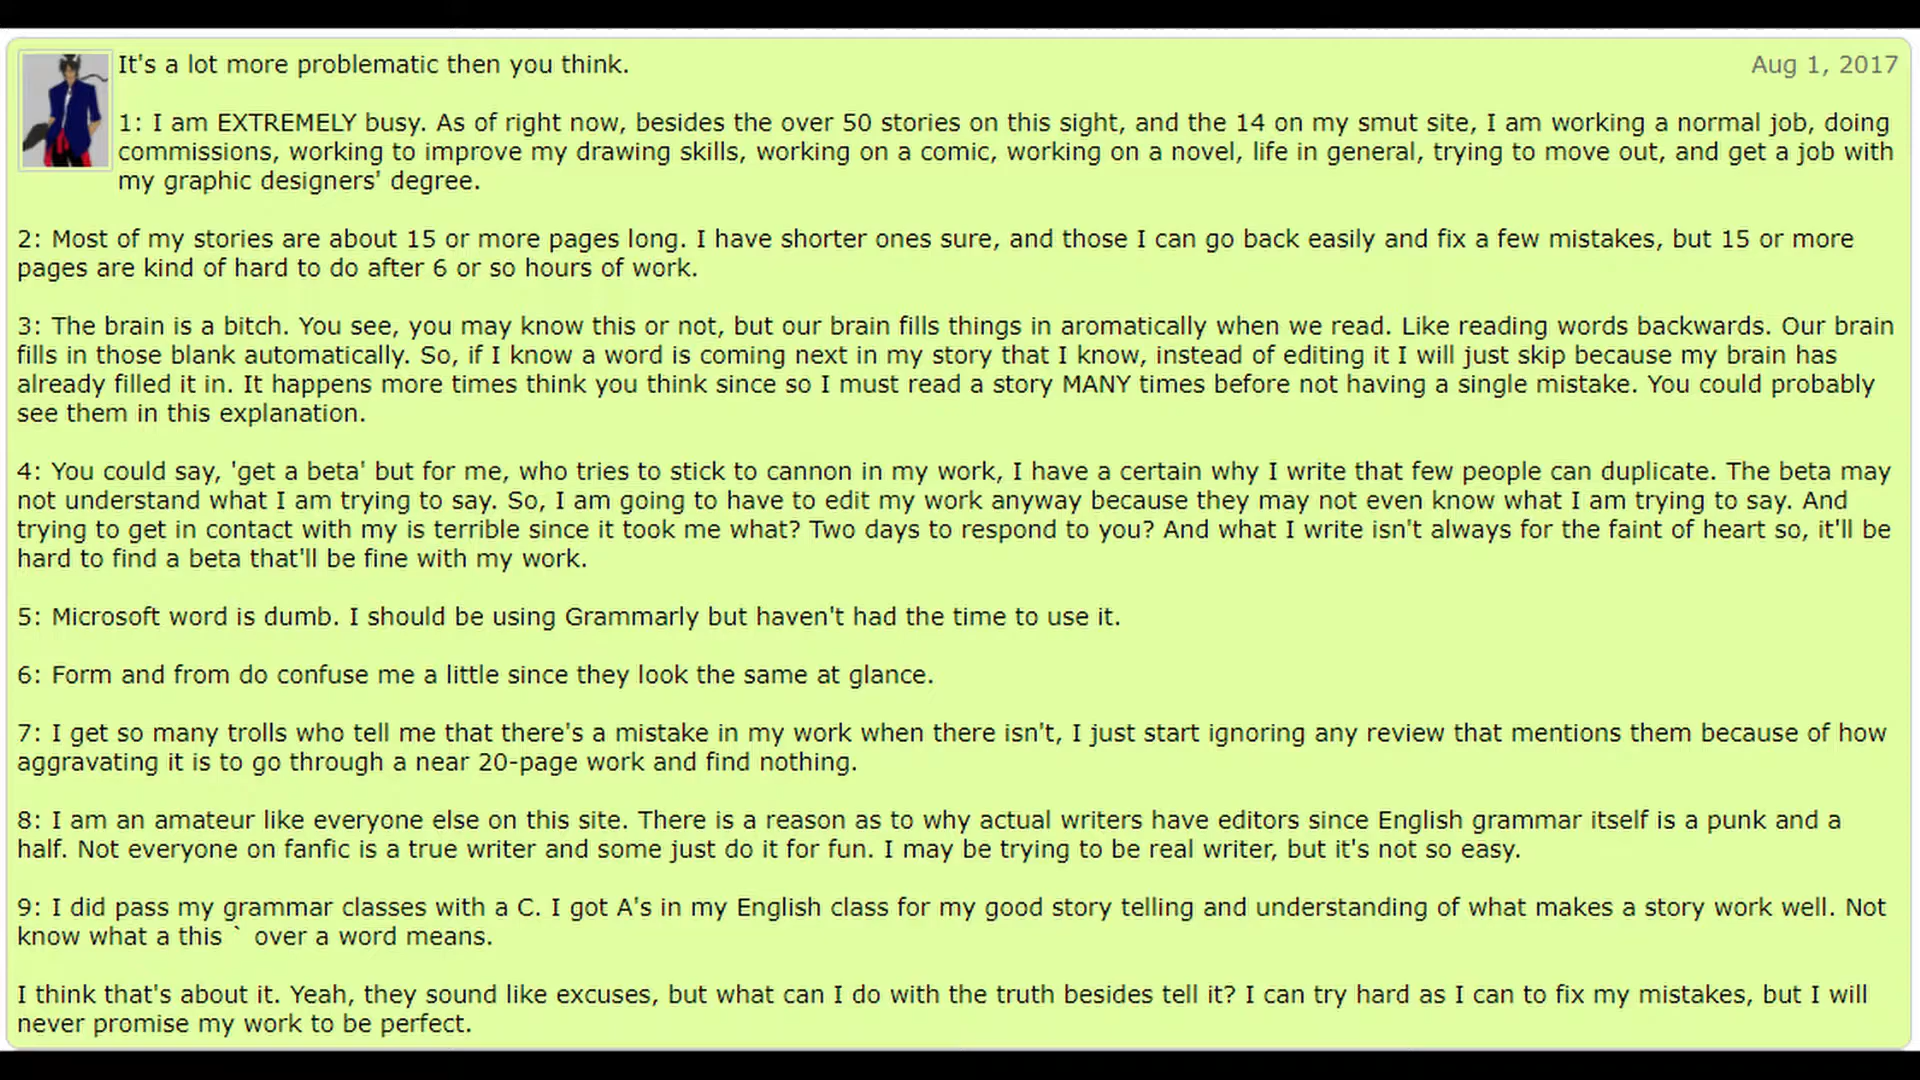 It's a lot more problematic then you think.
Aug 1, 2017
1: I am EXTREMELY busy. As of right now, besides the over 50 stories on this sight, and the 14 on my smut site, I am working a normal job, doing
commissions, working to improve my drawing skills, working on a comic, working on a novel, life in general, trying to move out, and get a job with
my graphic designers' degree.
2: Most of my stories are about 15 or more pages long. I have shorter ones sure, and those I can go back easily and fix a few mistakes, but 15 or more
pages are kind of hard to do after 6 or so hours of work.
3: The brain is a bitch. You see, you may know this or not, but our brain fills things in aromatically when we read. Like reading words backwards. Our brain
fills in those blank automatically. So, if I know a word is coming next in my story that I know, instead of editing it I will just skip because my brain has
already filled it in. It happens more times think you think since so I must read a story MANY times before not having a single mistake. You could probably
see them in this explanation.
4: You could say, 'get a beta' but for me, who tries to stick to cannon in my work, I have a certain why I write that few people can duplicate. The beta may
not understand what I am trying to say. So, I am going to have to edit my work anyway because they may not even know what I am trying to say. And
trying to get in contact with my is terrible since it took me what? Two days to respond to you? And what I write isn't always for the faint of heart so, it'll be
hard to find a beta that'll be fine with my work.
5: Microsoft word is dumb. I should be using Grammarly but haven't had the time to use it.
6: Form and from do confuse me a little since they look the same at glance.
7: I get so many trolls who tell me that there's a mistake in my work when there isn't, I just start ignoring any review that mentions them because of how
aggravating it is to go through a near 20-page work and find nothing.
8: I am an amateur like everyone else on this site. There is a reason as to why actual writers have editors since English grammar itself is a punk and a
half. Not everyone on fanfic is a true writer and some just do it for fun. I may be trying to be real writer, but it's not so easy.
9: I did pass my grammar classes with a C. I got A's in my English class for my good story telling and understanding of what makes a story work well. Not
know what a this ` over a word means.
I think that's about it. Yeah, they sound like excuses, but what can I do with the truth besides tell it? I can try hard as I can to fix my mistakes, but I will
never promise my work to be perfect.